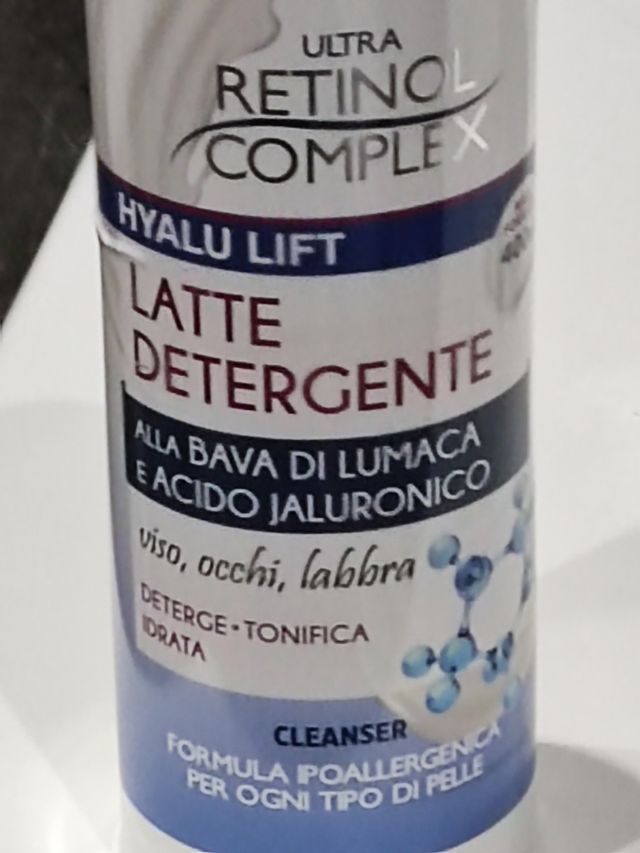 ULTRA
RETINOL
COMPLEX
HYALU LIFT
LATTE
DETERGENTE
ALLA BAVA DI LUMACA
E ACIDO JALURONICO
viso, occhi, labbra
DETERGE • TONIFICA
IDRATA
CLEANSER
FORMULA IPOALLERGENICA
PER OGNI TIPO DI PELLE